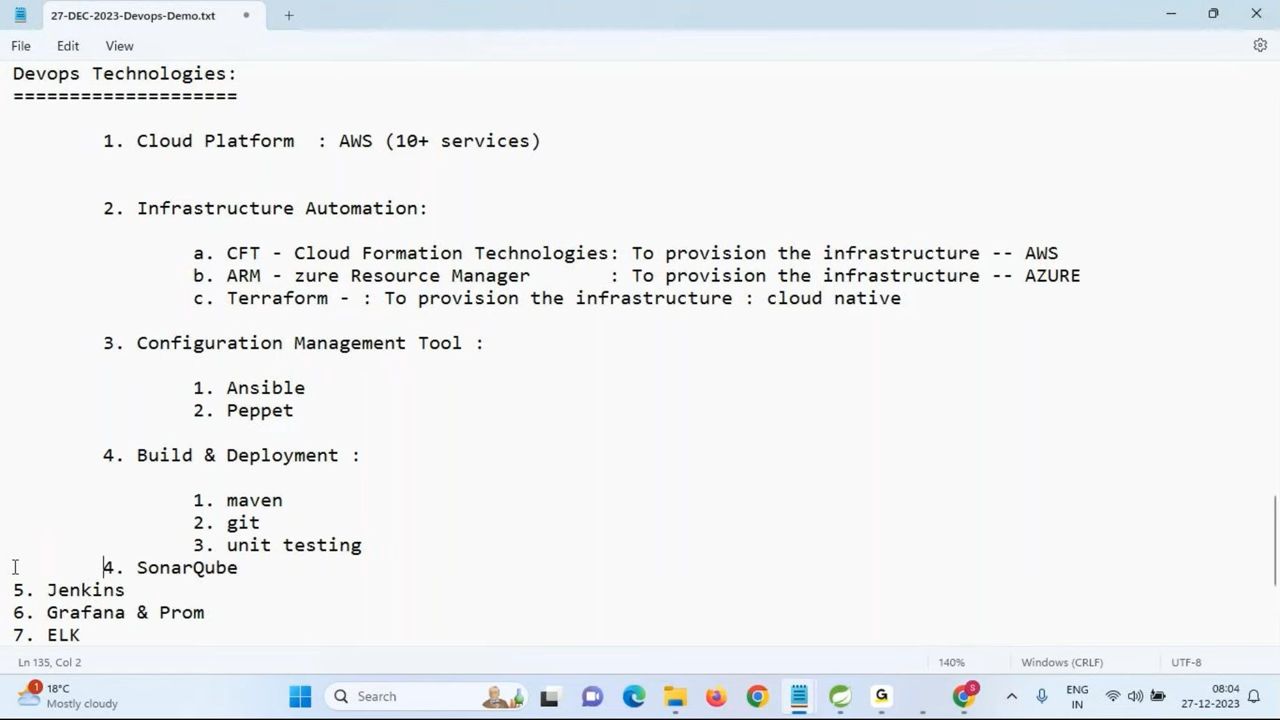 27-DEC-2023-Devops-Demo.txt
File Edit View
Devops Technologies:
====================
1. Cloud Platform : AWS (10+ services)
2. Infrastructure Automation:
a. CFT - Cloud Formation Technologies: To provision the infrastructure -- AWS
b. ARM - zure Resource Manager : To provision the infrastructure -- AZURE
c. Terraform - : To provision the infrastructure : cloud native
3. Configuration Management Tool :
1. Ansible
2. Peppet
4. Build & Deployment :
1. maven
2. git
3. unit testing
4. SonarQube
5. Jenkins
6. Grafana & Prom
7. ELK
Ln 135, Col 2 140% Windows (CRLF) UTF-8
1 18°C Search G S ENG 08:04
Mostly cloudy IN 27-12-2023